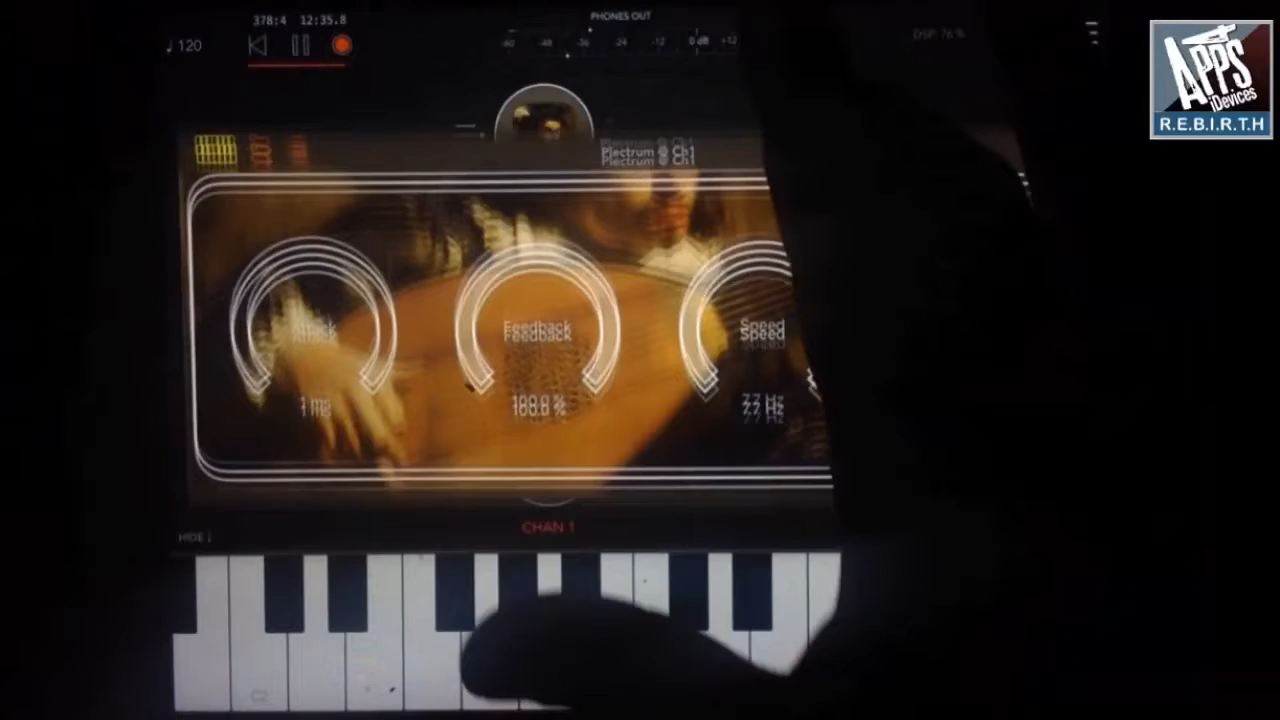 378:4 12:35.8
PHONES OUT
♩ 120
-60 -48 -36 -24 -12 0 dB +12
DSP 76 %
APPS
iDevices
R.E.B.I.R.T.H
Plectrum @ Ch1
Attack
Feedback
Speed
1 ms
100.0 %
7.7 Hz
CHAN 1
HIDE
C2